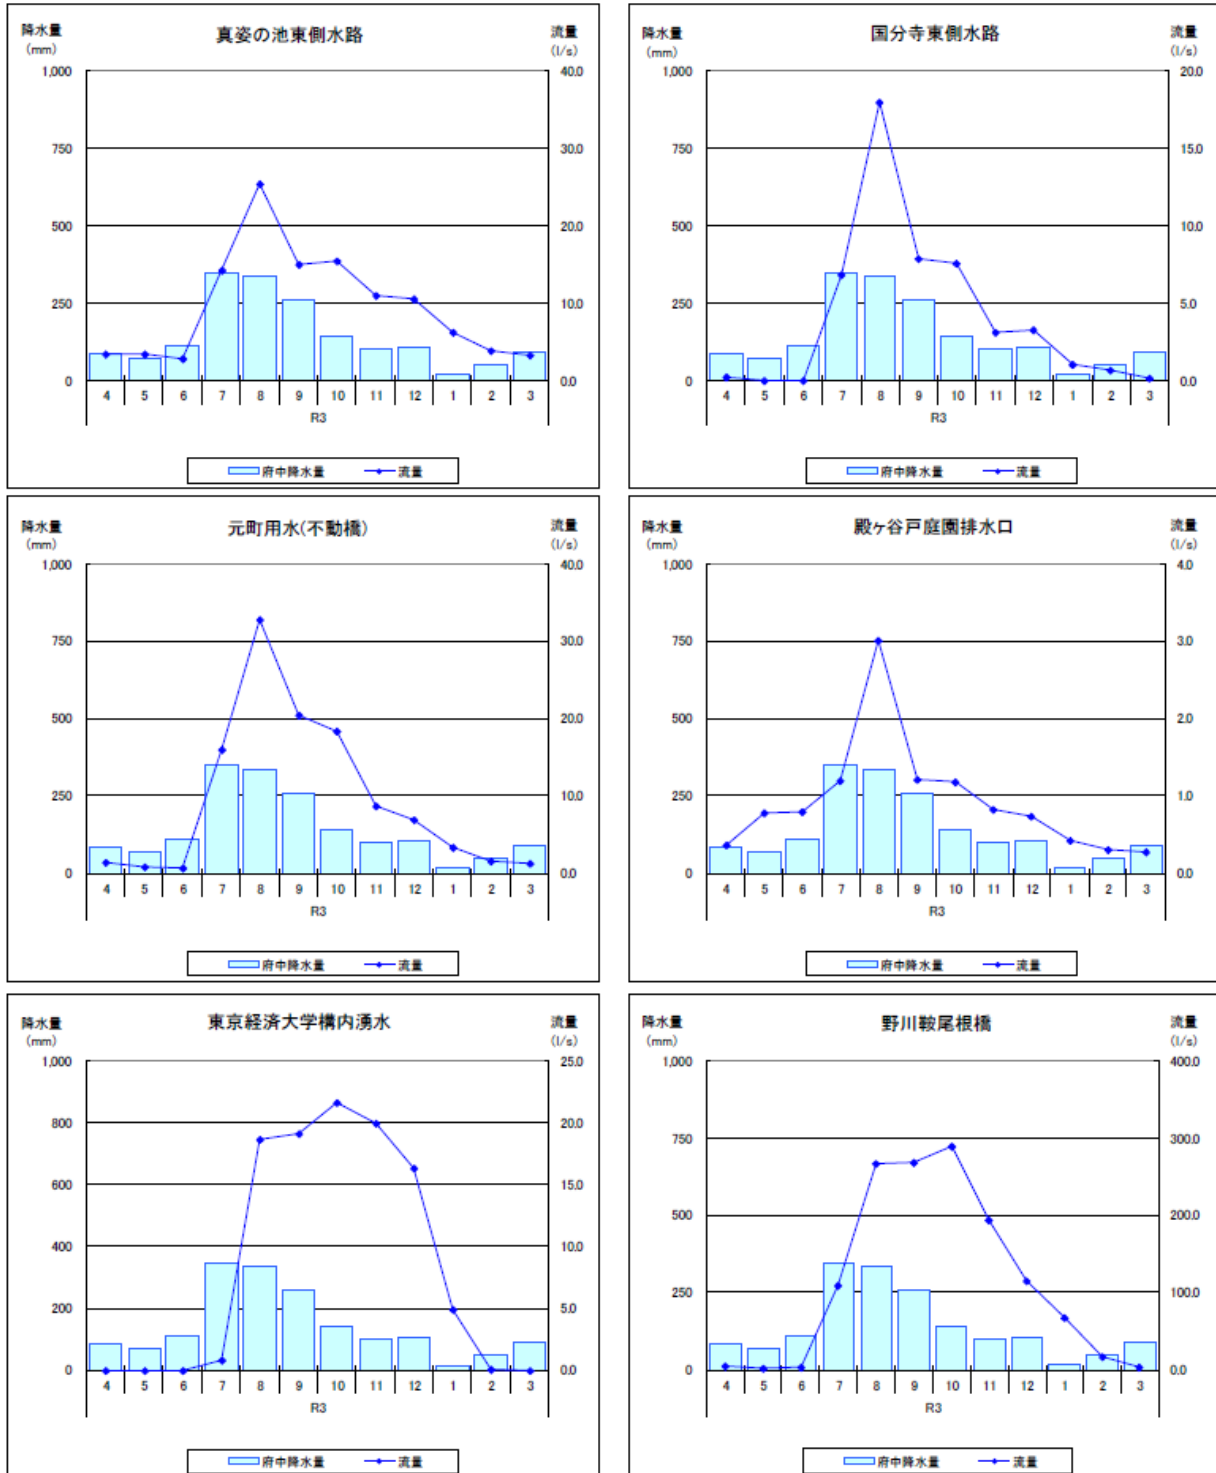 真姿の池東側水路
降水量
(mm)
流量
(l/s)
1,000
750
500
250
0
40.0
30.0
20.0
10.0
0.0
4 5 6 7 8 9 10 11 12 1 2 3
R3
府中降水量 流量
国分寺東側水路
降水量
(mm)
流量
(l/s)
1,000
750
500
250
0
20.0
15.0
10.0
5.0
0.0
4 5 6 7 8 9 10 11 12 1 2 3
R3
府中降水量 流量
元町用水(不動橋)
降水量
(mm)
流量
(l/s)
1,000
750
500
250
0
40.0
30.0
20.0
10.0
0.0
4 5 6 7 8 9 10 11 12 1 2 3
R3
府中降水量 流量
殿ヶ谷戸庭園排水口
降水量
(mm)
流量
(l/s)
1,000
750
500
250
0
4.0
3.0
2.0
1.0
0.0
4 5 6 7 8 9 10 11 12 1 2 3
R3
府中降水量 流量
東京経済大学構内湧水
降水量
(mm)
流量
(l/s)
1,000
800
600
400
200
0
25.0
20.0
15.0
10.0
5.0
0.0
4 5 6 7 8 9 10 11 12 1 2 3
R3
府中降水量 流量
野川鞍尾根橋
降水量
(mm)
流量
(l/s)
1,000
750
500
250
0
400.0
300.0
200.0
100.0
0.0
4 5 6 7 8 9 10 11 12 1 2 3
R3
府中降水量 流量